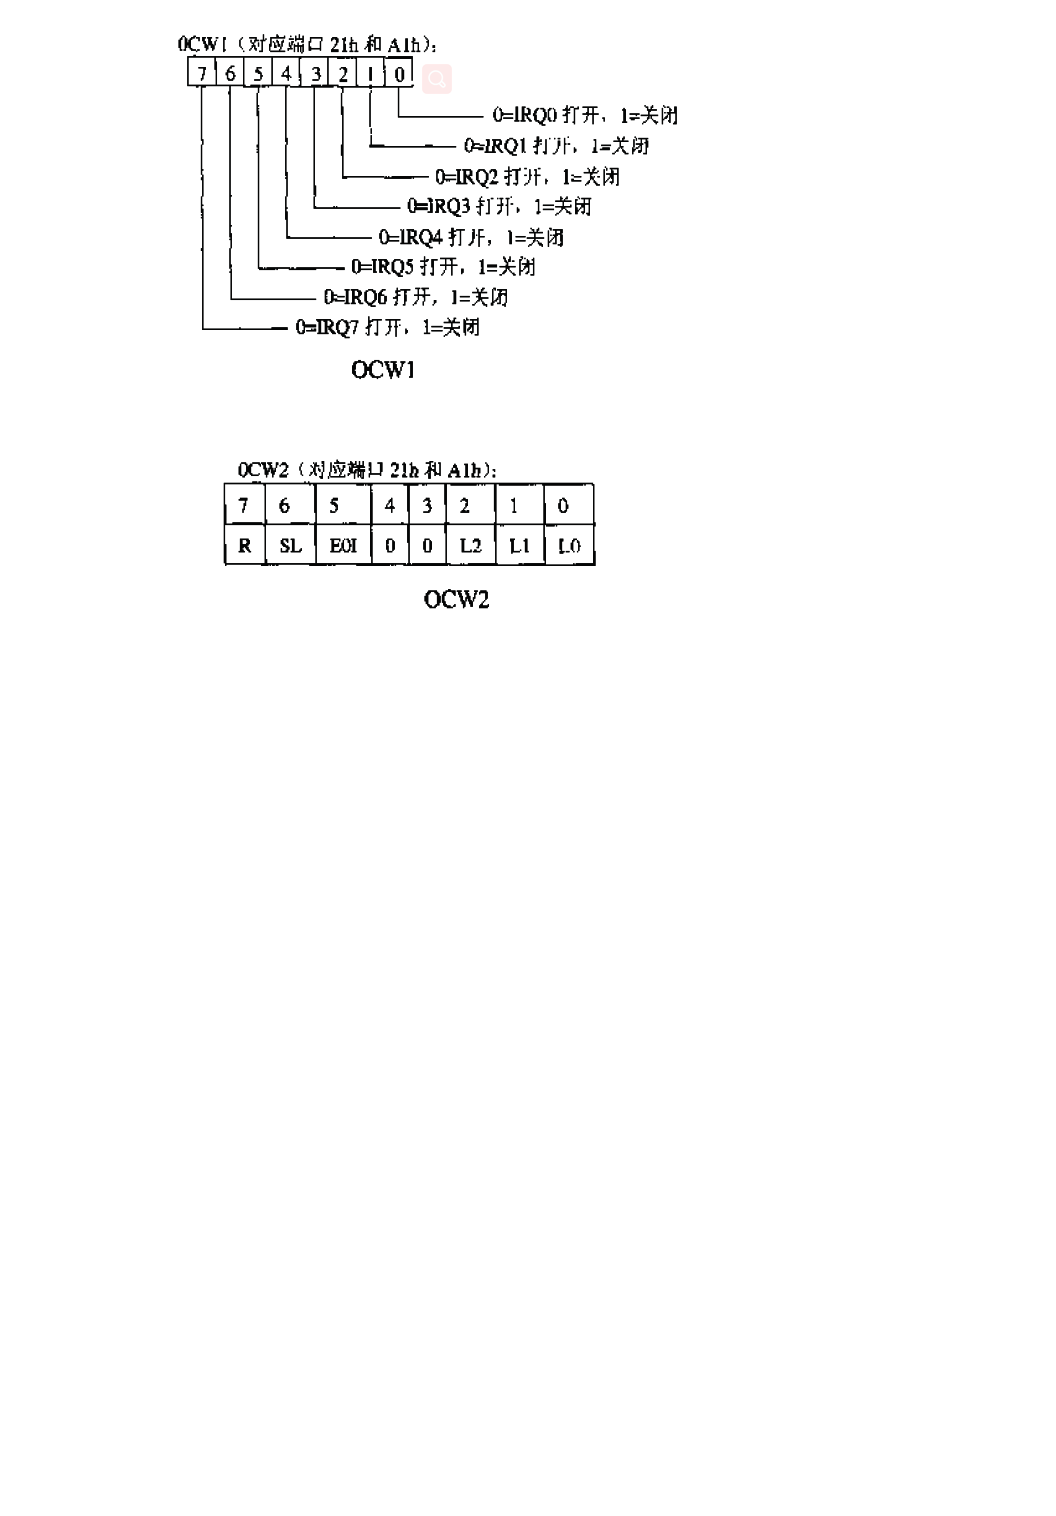 OCW1（对应端口 21h 和 A1h）：
7 6 5 4 3 2 1 0
0=IRQ0 打开，1=关闭
0=IRQ1 打开，1=关闭
0=IRQ2 打开，1=关闭
0=IRQ3 打开，1=关闭
0=IRQ4 打开，1=关闭
0=IRQ5 打开，1=关闭
0=IRQ6 打开，1=关闭
0=IRQ7 打开，1=关闭
OCW1
OCW2（对应端口 21h 和 A1h）：
7 6 5 4 3 2 1 0
R SL EOI 0 0 L2 L1 L0
OCW2